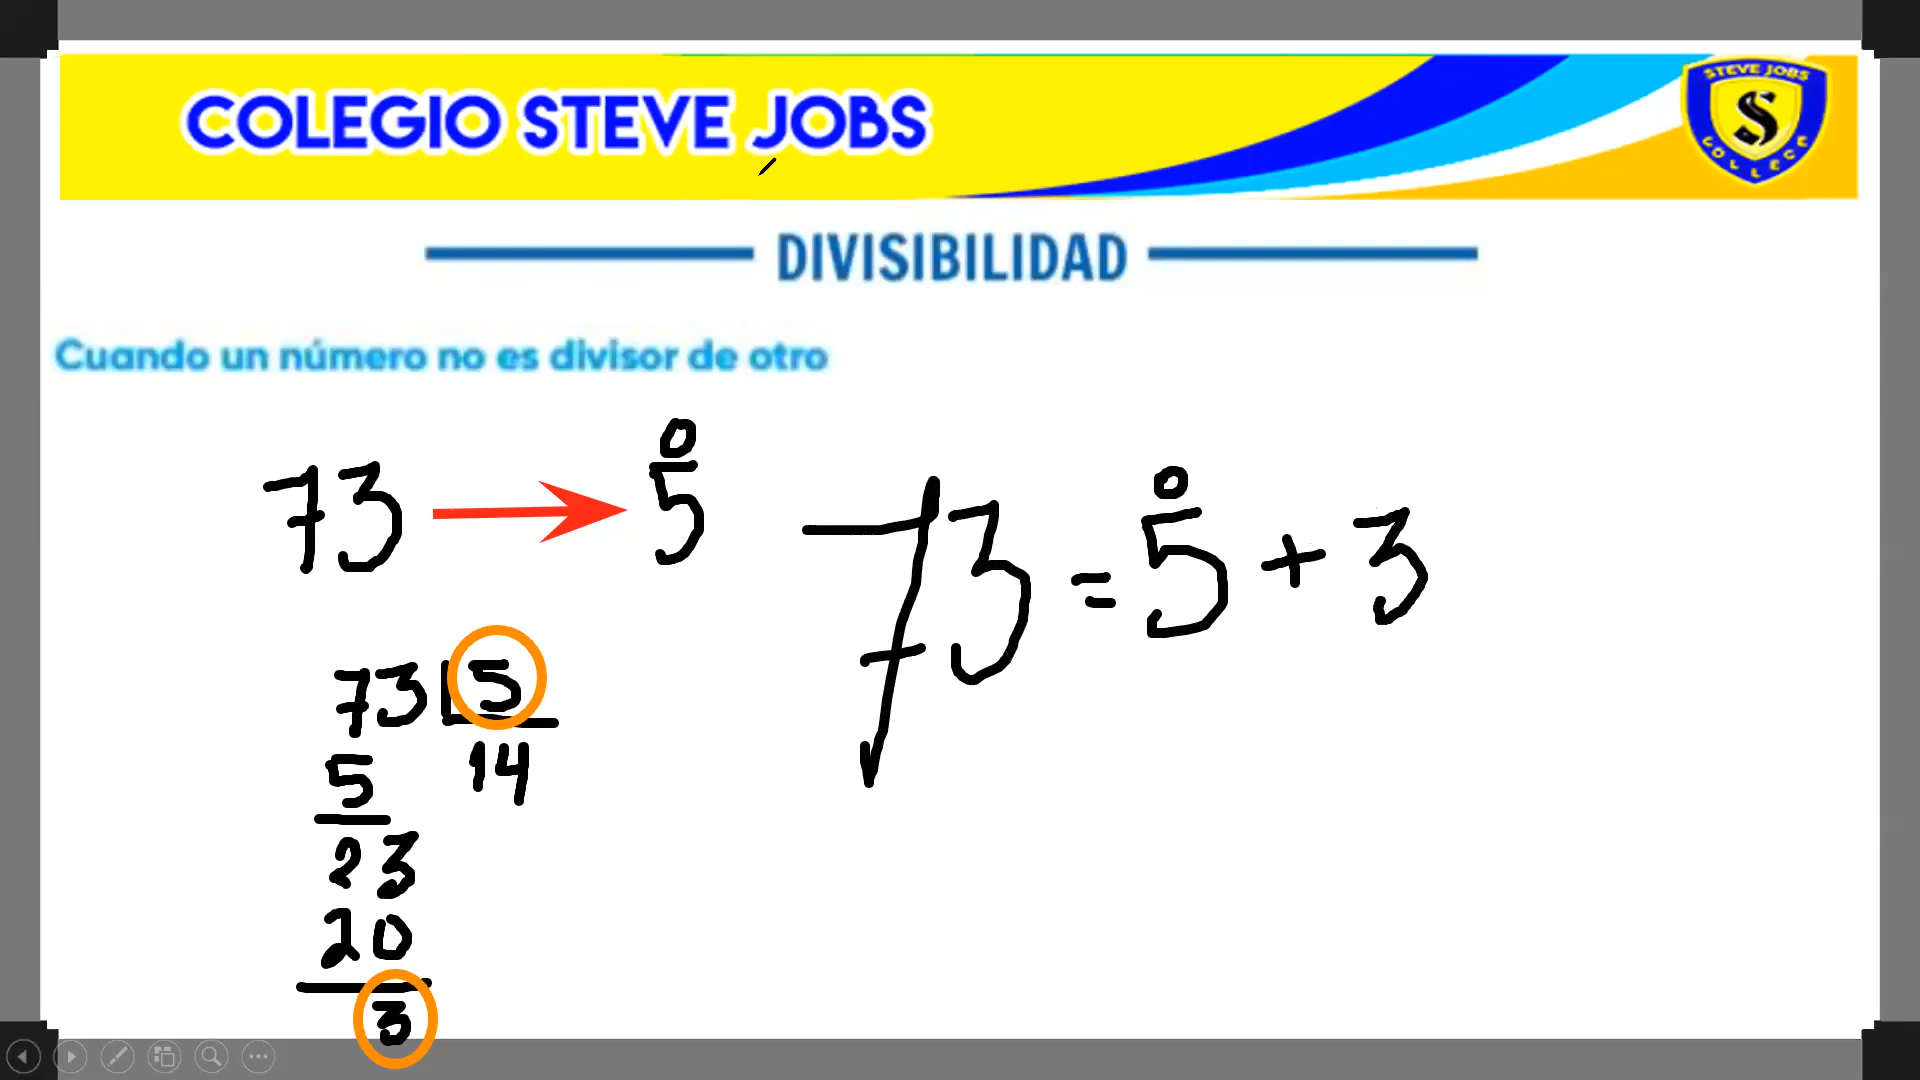 COLEGIO STEVE JOBS
STEVE JOBS
S
COLLEGE
DIVISIBILIDAD
Cuando un número no es divisor de otro
73 → 5̊
73 = 5̊ + 3
73 5
5 14
23
20
3